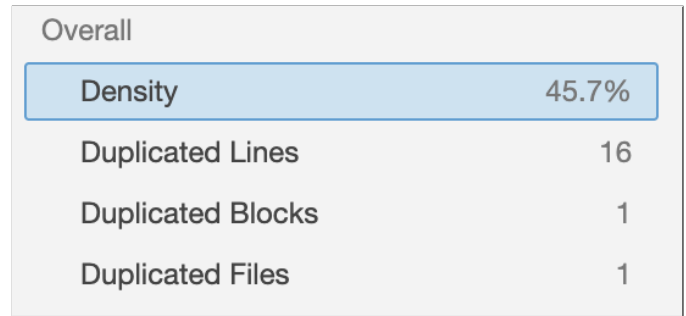 Overall
Density 45.7%
Duplicated Lines 16
Duplicated Blocks 1
Duplicated Files 1